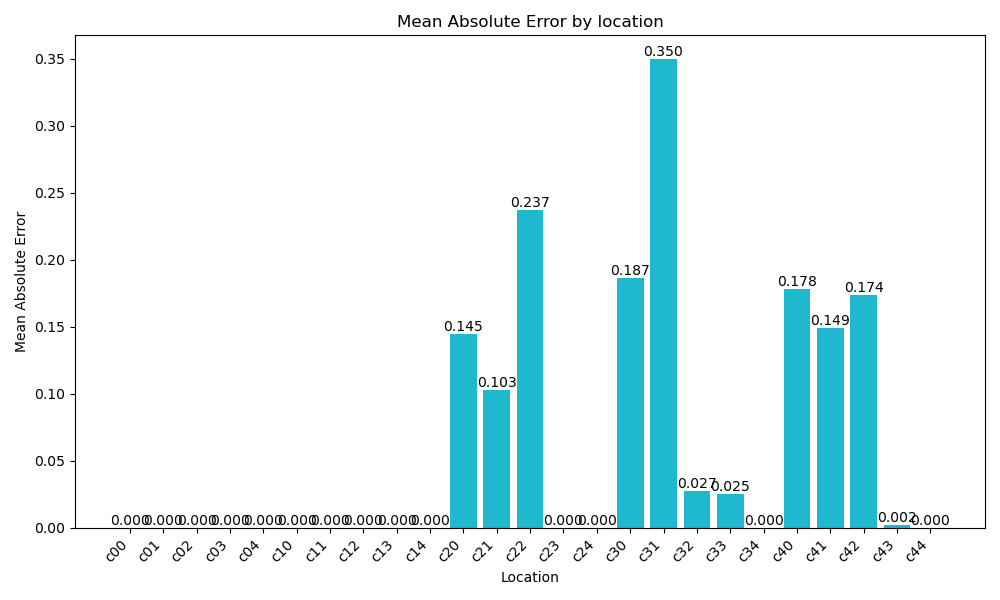 Mean Absolute Error by location
Mean Absolute Error
0.35
0.30
0.25
0.20
0.15
0.10
0.05
0.00
0.000
0.000
0.000
0.000
0.000
0.000
0.000
0.000
0.000
0.000
0.145
0.103
0.237
0.000
0.000
0.187
0.350
0.027
0.025
0.000
0.178
0.149
0.174
0.002
0.000
c00
c01
c02
c03
c04
c10
c11
c12
c13
c14
c20
c21
c22
c23
c24
c30
c31
c32
c33
c34
c40
c41
c42
c43
c44
Location